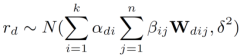 $r_d \sim N(\sum_{i=1}^{k} \alpha_{di} \sum_{j=1}^{n} \beta_{ij} \mathbf{W}_{dij}, \delta^2)$